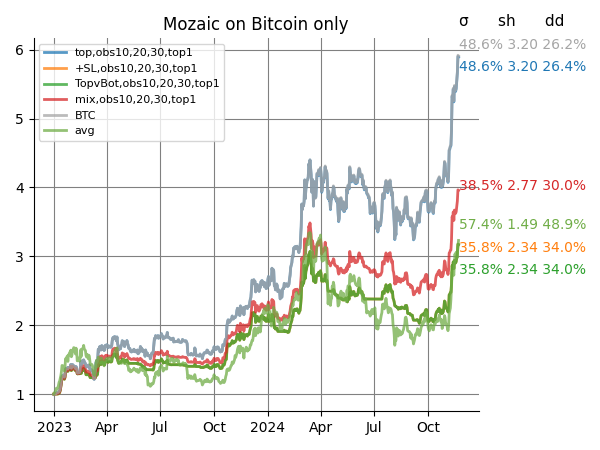 Mozaic on Bitcoin only
σ sh dd
48.6% 3.20 26.2%
48.6% 3.20 26.4%
38.5% 2.77 30.0%
57.4% 1.49 48.9%
35.8% 2.34 34.0%
35.8% 2.34 34.0%
top,obs10,20,30,top1
+SL,obs10,20,30,top1
TopvBot,obs10,20,30,top1
mix,obs10,20,30,top1
BTC
avg
6
5
4
3
2
1
2023 Apr Jul Oct 2024 Apr Jul Oct